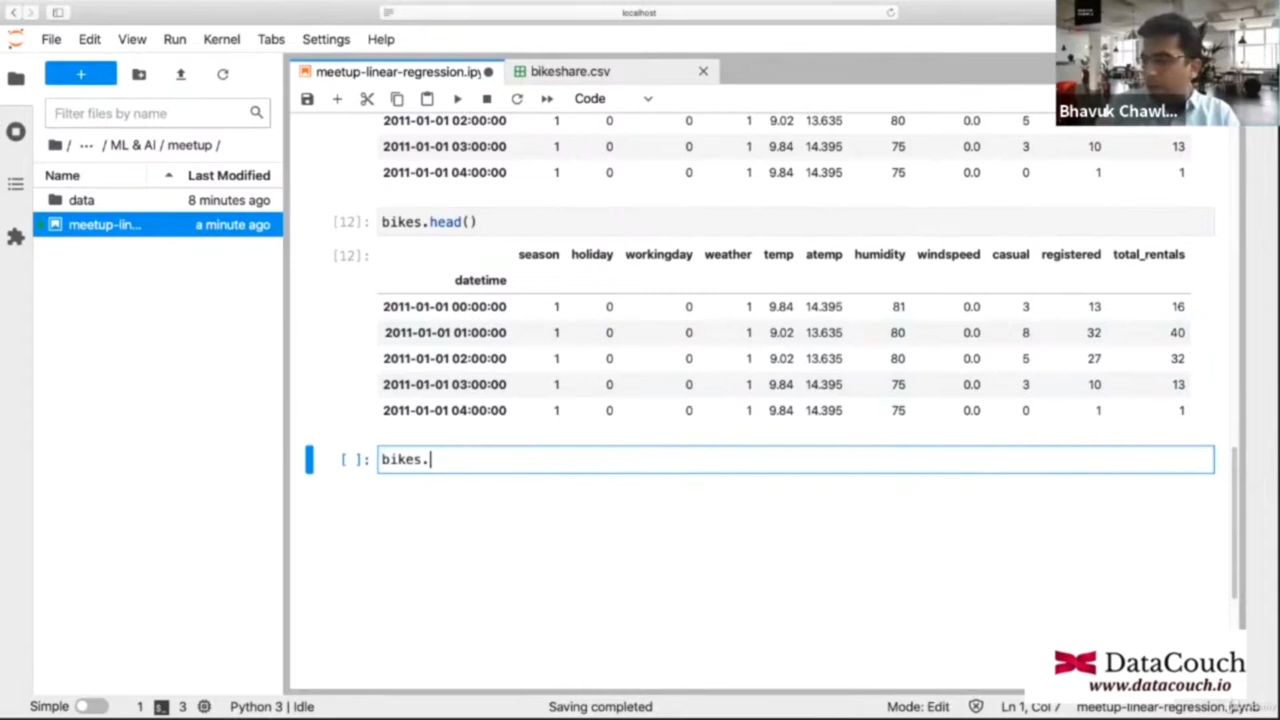 localhost
File Edit View Run Kernel Tabs Settings Help
meetup-linear-regression.ipy
bikeshare.csv
Code
Filter files by name
/ ··· / ML & AI / meetup /
Name Last Modified
data 8 minutes ago
meetup-lin... a minute ago
2011-01-01 02:00:00 1 0 0 1 9.02 13.635 80 0.0 5
2011-01-01 03:00:00 1 0 0 1 9.84 14.395 75 0.0 3 10 13
2011-01-01 04:00:00 1 0 0 1 9.84 14.395 75 0.0 0 1 1
[12]: bikes.head()
[12]:
season holiday workingday weather temp atemp humidity windspeed casual registered total_rentals
datetime
2011-01-01 00:00:00 1 0 0 1 9.84 14.395 81 0.0 3 13 16
2011-01-01 01:00:00 1 0 0 1 9.02 13.635 80 0.0 8 32 40
2011-01-01 02:00:00 1 0 0 1 9.02 13.635 80 0.0 5 27 32
2011-01-01 03:00:00 1 0 0 1 9.84 14.395 75 0.0 3 10 13
2011-01-01 04:00:00 1 0 0 1 9.84 14.395 75 0.0 0 1 1
[ ]: bikes.
Bhavuk Chawl...
DataCouch
www.datacouch.io
Simple 1 3 Python 3 | Idle Saving completed Mode: Edit Ln 1, Col 7 meetup-linear-regression.ipynb